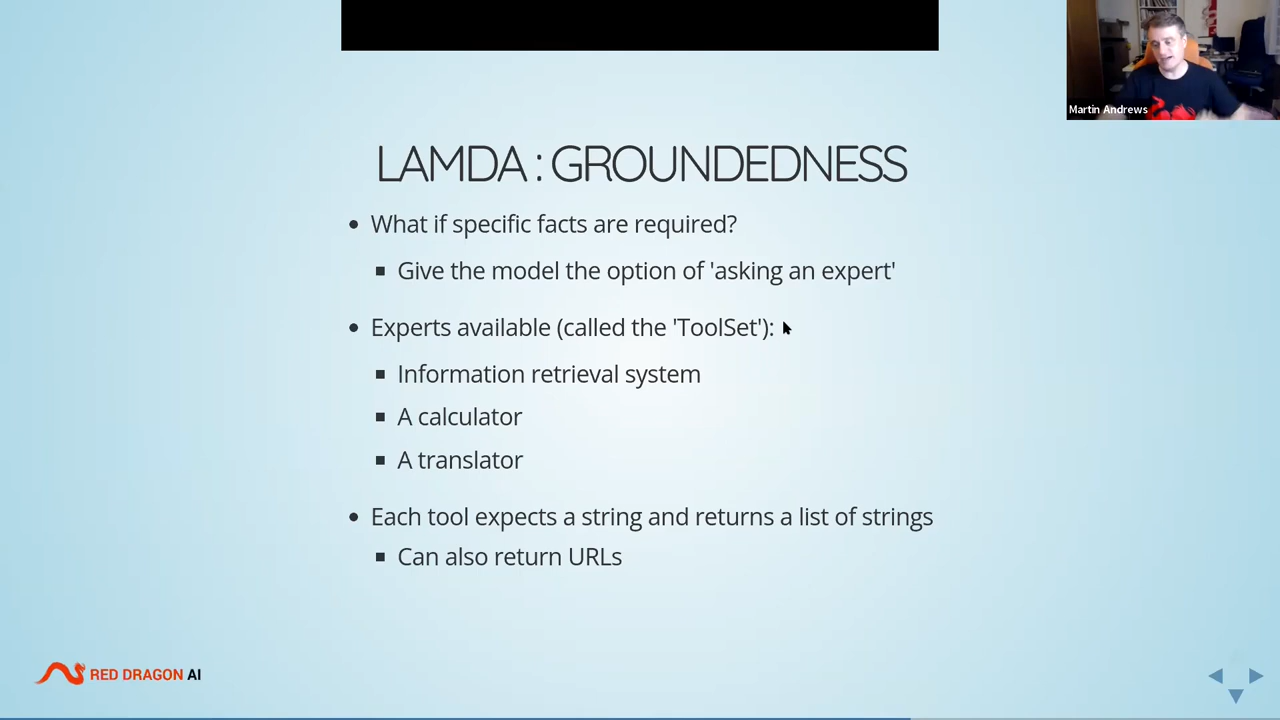 Martin Andrews
LAMDA : GROUNDEDNESS
What if specific facts are required?
Give the model the option of 'asking an expert'
Experts available (called the 'ToolSet'):
Information retrieval system
A calculator
A translator
Each tool expects a string and returns a list of strings
Can also return URLs
RED DRAGON AI